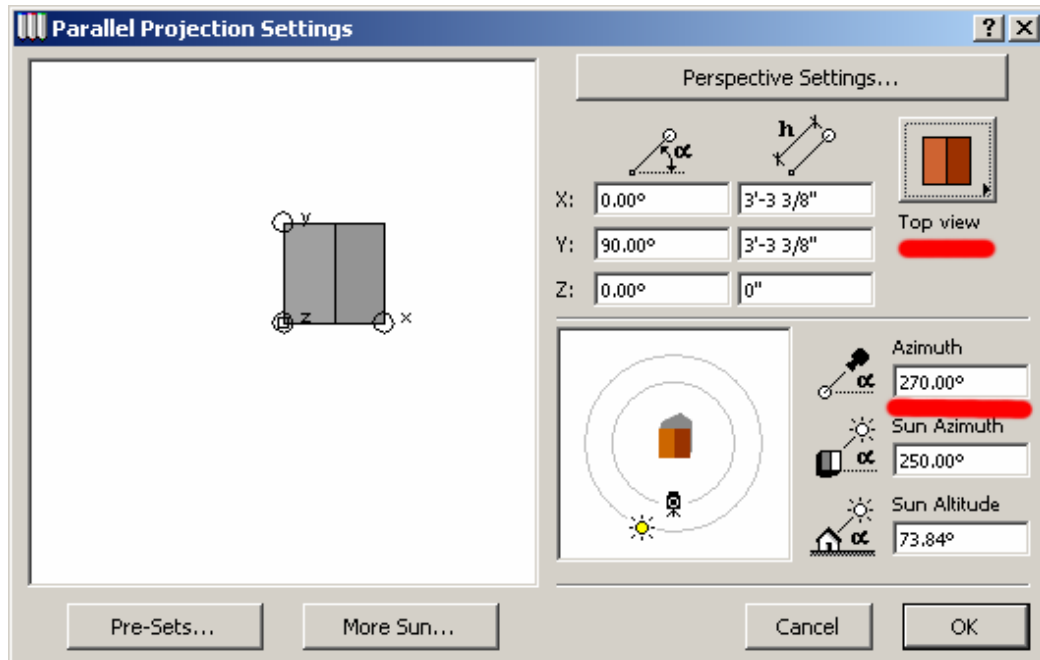 Parallel Projection Settings
Perspective Settings...
α
h
X: 0.00° 3'-3 3/8"
Y: 90.00° 3'-3 3/8"
Z: 0.00° 0"
Top view
y
z
x
Azimuth
α 270.00°
Sun Azimuth
α 250.00°
Sun Altitude
α 73.84°
Pre-Sets...
More Sun...
Cancel
OK